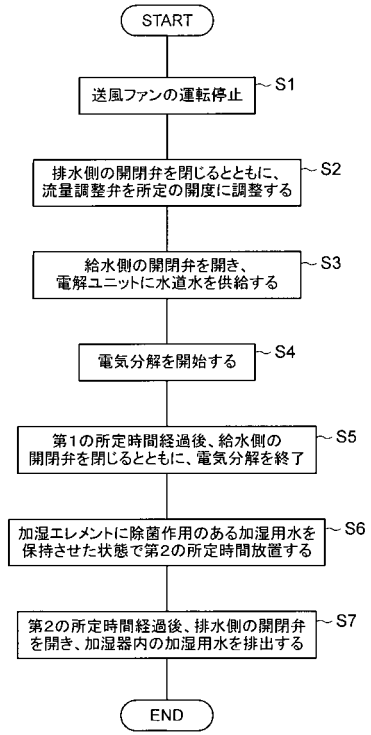 START
送風ファンの運転停止
S1
排水側の開閉弁を閉じるとともに、
流量調整弁を所定の開度に調整する
S2
給水側の開閉弁を開き、
電解ユニットに水道水を供給する
S3
電気分解を開始する
S4
第1の所定時間経過後、給水側の
開閉弁を閉じるとともに、電気分解を終了
S5
加湿エレメントに除菌作用のある加湿用水を
保持させた状態で第2の所定時間放置する
S6
第2の所定時間経過後、排水側の開閉弁
を開き、加湿器内の加湿用水を排出する
S7
END